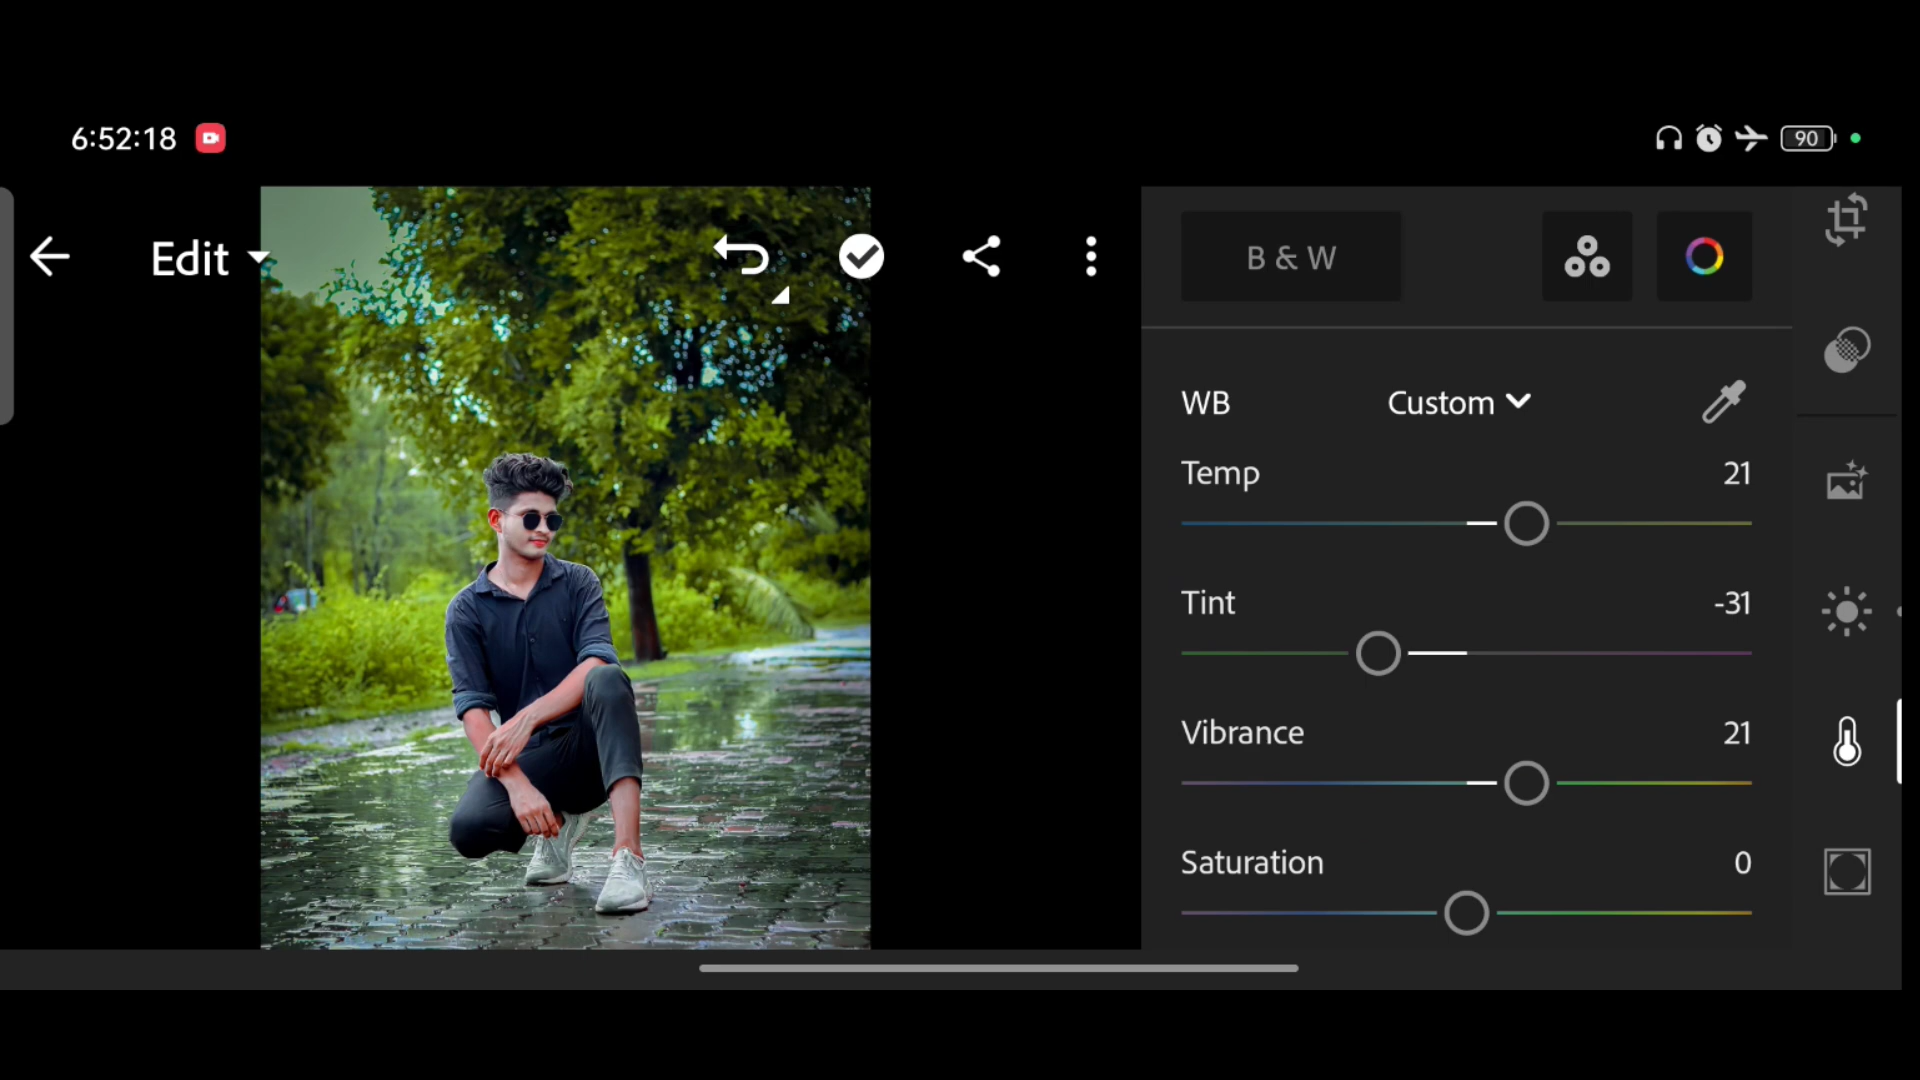 6:52:18
90
Edit
B & W
WB Custom
Temp 21
Tint -31
Vibrance 21
Saturation 0